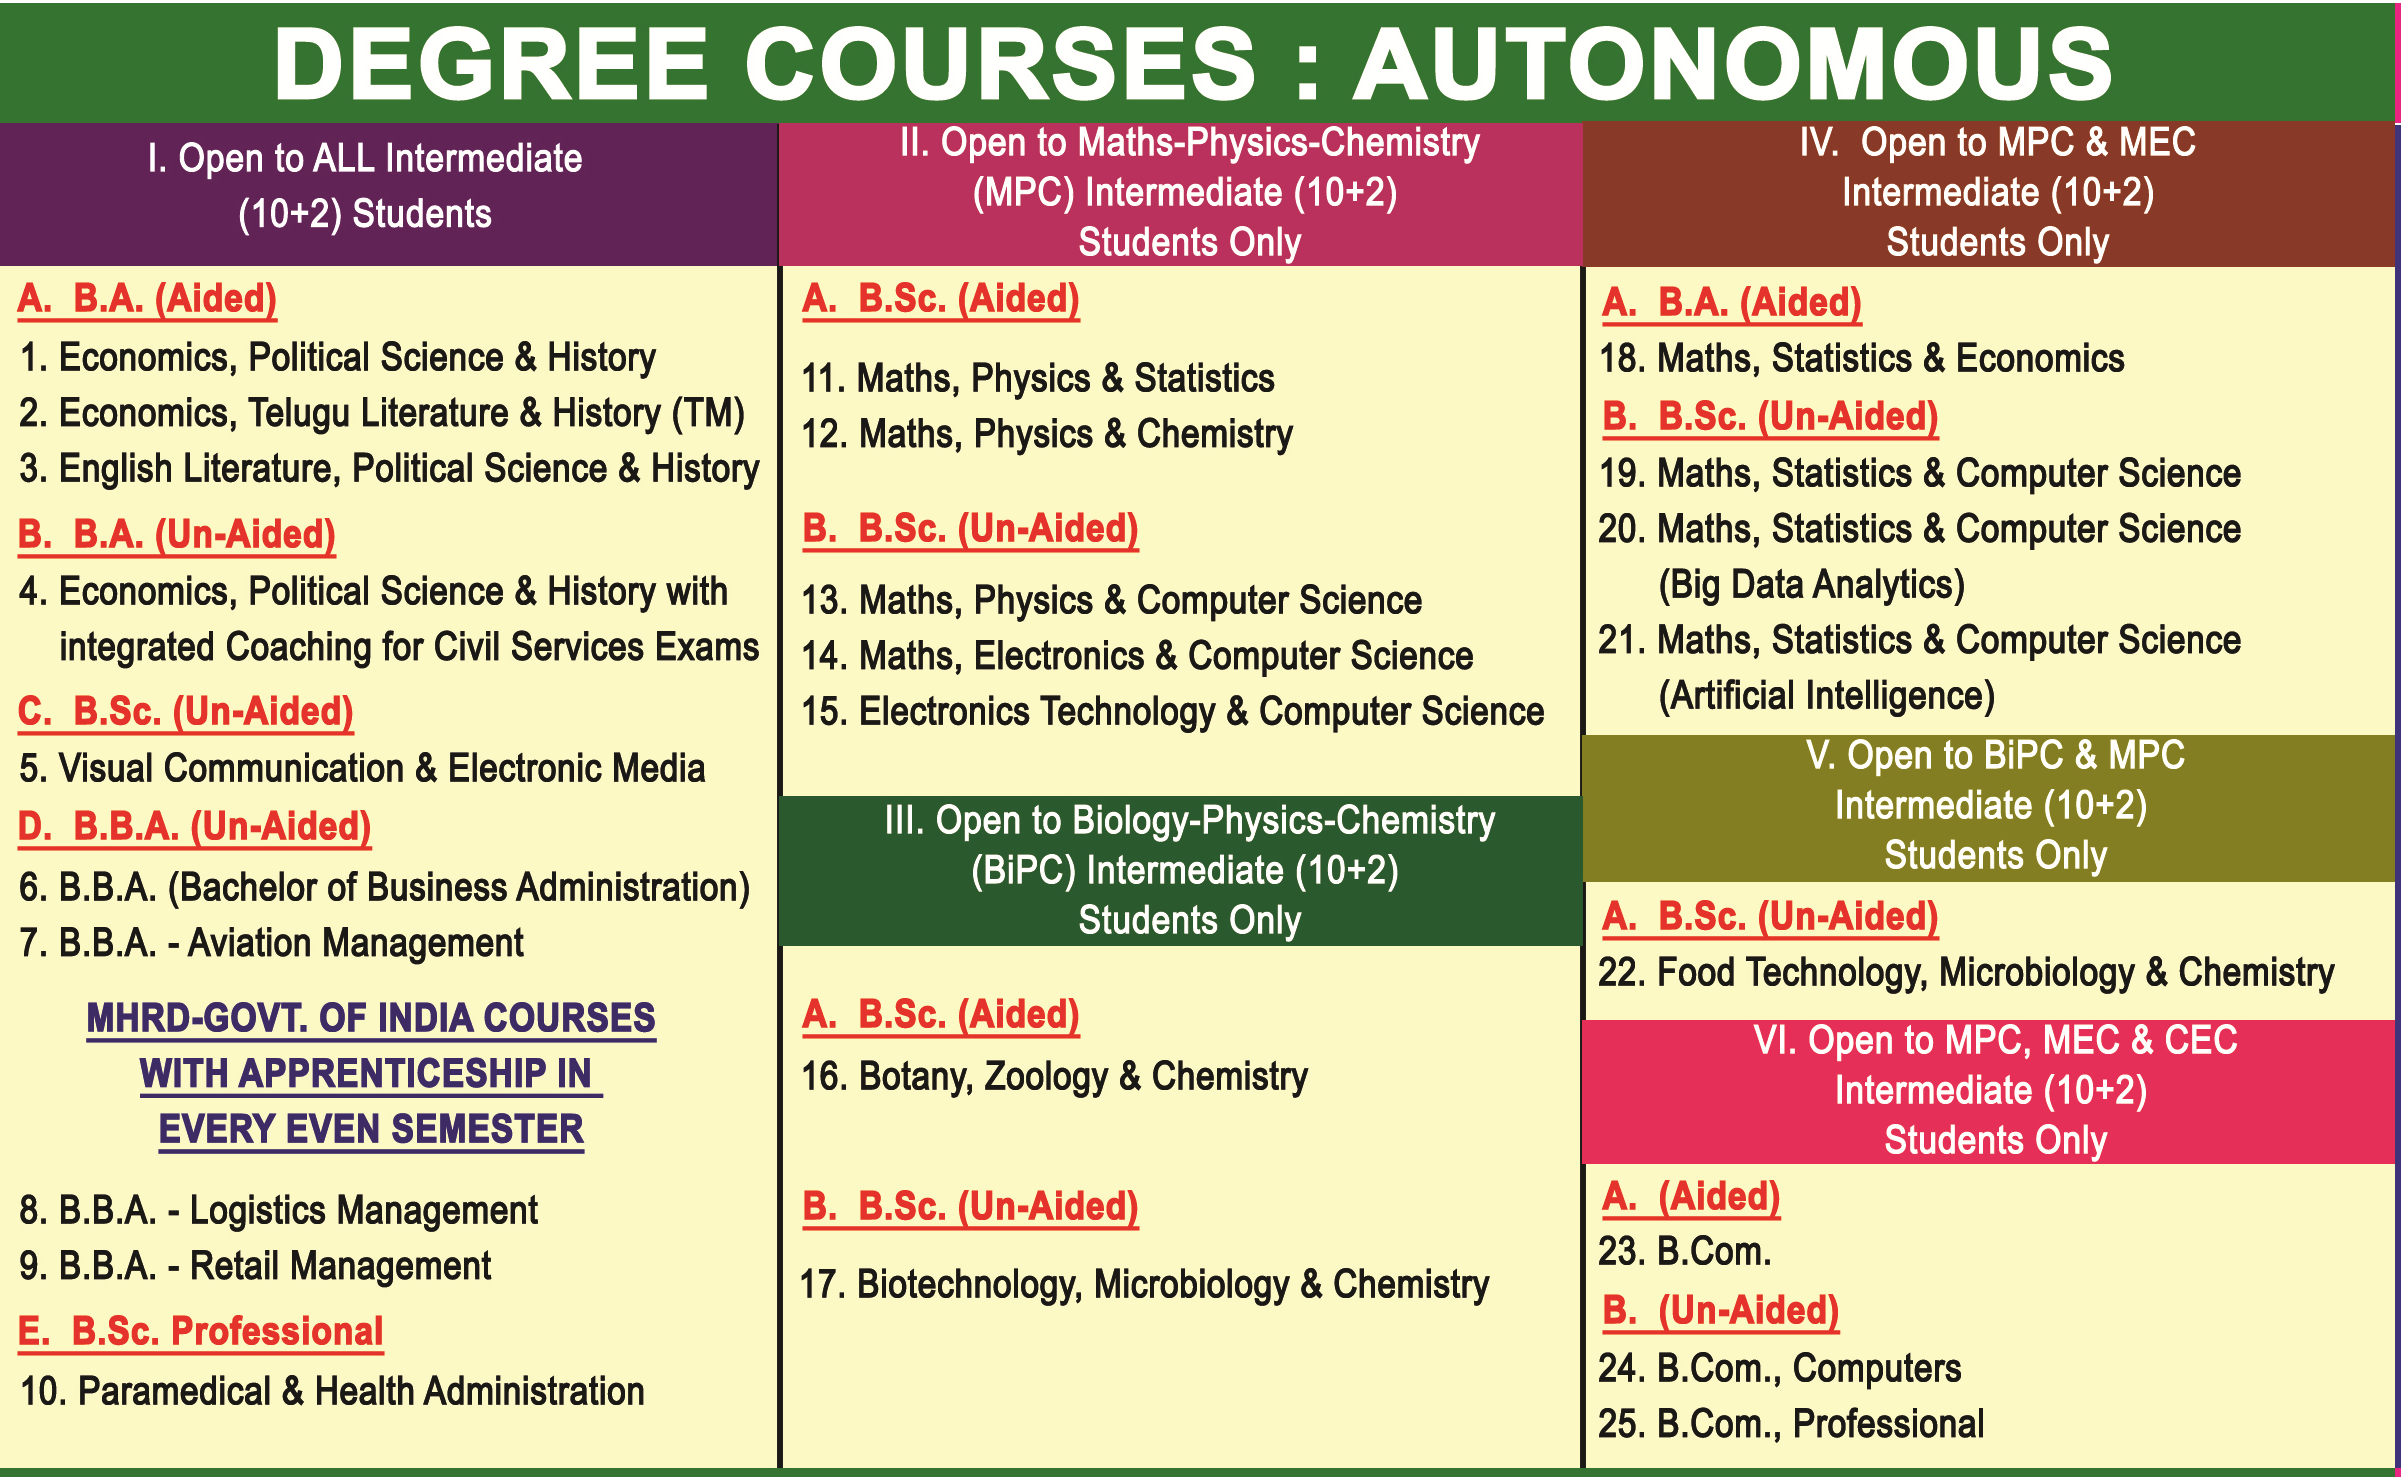 DEGREE COURSES : AUTONOMOUS
I. Open to ALL Intermediate
(10+2) Students
A. B.A. (Aided)
1. Economics, Political Science & History
2. Economics, Telugu Literature & History (TM)
3. English Literature, Political Science & History
B. B.A. (Un-Aided)
4. Economics, Political Science & History with
integrated Coaching for Civil Services Exams
C. B.Sc. (Un-Aided)
5. Visual Communication & Electronic Media
D. B.B.A. (Un-Aided)
6. B.B.A. (Bachelor of Business Administration)
7. B.B.A. - Aviation Management
MHRD-GOVT. OF INDIA COURSES
WITH APPRENTICESHIP IN
EVERY EVEN SEMESTER
8. B.B.A. - Logistics Management
9. B.B.A. - Retail Management
E. B.Sc. Professional
10. Paramedical & Health Administration
II. Open to Maths-Physics-Chemistry
(MPC) Intermediate (10+2)
Students Only
A. B.Sc. (Aided)
11. Maths, Physics & Statistics
12. Maths, Physics & Chemistry
B. B.Sc. (Un-Aided)
13. Maths, Physics & Computer Science
14. Maths, Electronics & Computer Science
15. Electronics Technology & Computer Science
III. Open to Biology-Physics-Chemistry
(BiPC) Intermediate (10+2)
Students Only
A. B.Sc. (Aided)
16. Botany, Zoology & Chemistry
B. B.Sc. (Un-Aided)
17. Biotechnology, Microbiology & Chemistry
IV. Open to MPC & MEC
Intermediate (10+2)
Students Only
A. B.A. (Aided)
18. Maths, Statistics & Economics
B. B.Sc. (Un-Aided)
19. Maths, Statistics & Computer Science
20. Maths, Statistics & Computer Science
(Big Data Analytics)
21. Maths, Statistics & Computer Science
(Artificial Intelligence)
V. Open to BiPC & MPC
Intermediate (10+2)
Students Only
A. B.Sc. (Un-Aided)
22. Food Technology, Microbiology & Chemistry
VI. Open to MPC, MEC & CEC
Intermediate (10+2)
Students Only
A. (Aided)
23. B.Com.
B. (Un-Aided)
24. B.Com., Computers
25. B.Com., Professional